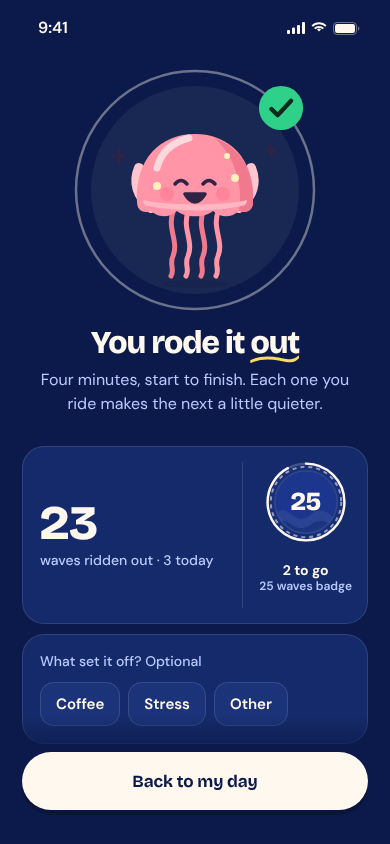 9:41
You rode it out
Four minutes, start to finish. Each one you
ride makes the next a little quieter.
23
waves ridden out · 3 today
25
2 to go
25 waves badge
What set it off? Optional
Coffee
Stress
Other
Back to my day